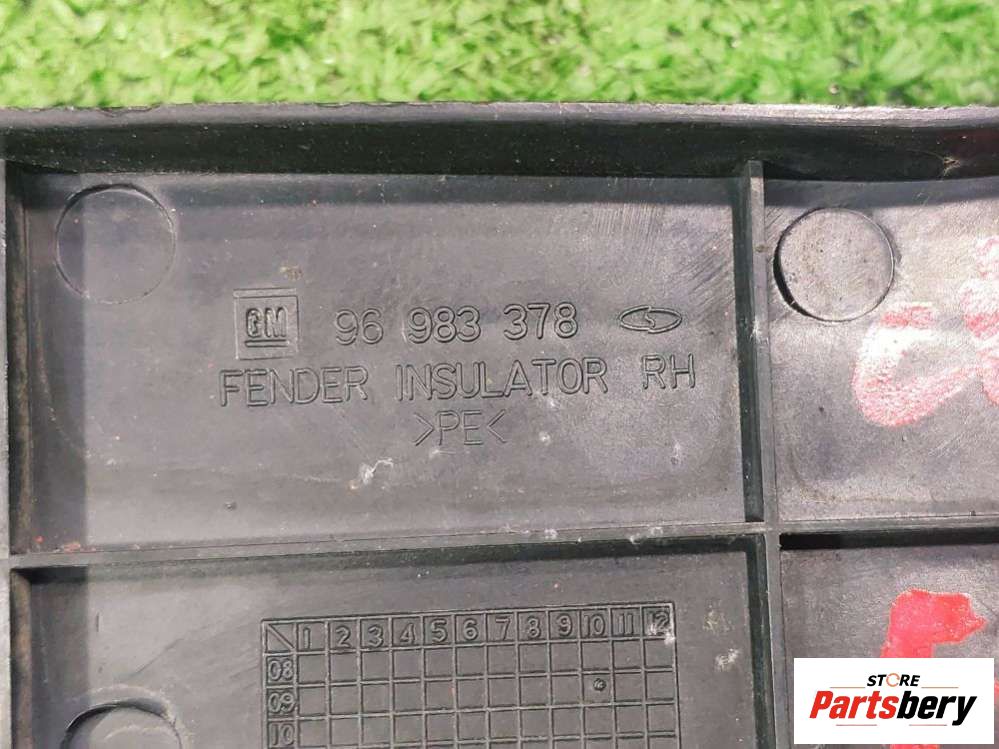 GM 96 983 378 S
FENDER INSULATOR RH
>PE<
1 2 3 4 5 6 7 8 9 10 11 12
08
09
10
STORE
Partsbery